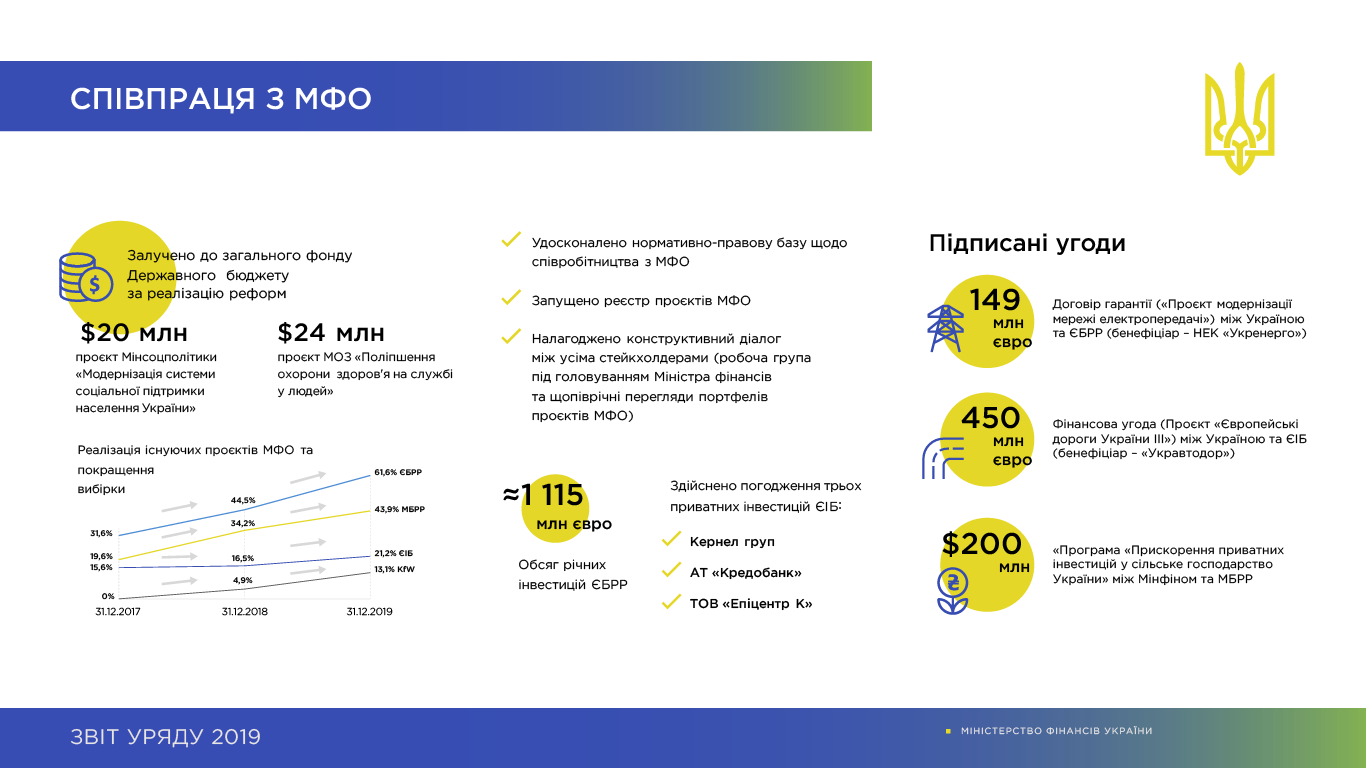 СПІВПРАЦЯ З МФО
Залучено до загального фонду
Державного бюджету
за реалізацію реформ
$20 млн
проєкт Мінсоцполітики
«Модернізація системи
соціальної підтримки
населення України»
$24 млн
проєкт МОЗ «Поліпшення
охорони здоров'я на службі
у людей»
Реалізація існуючих проєктів МФО та
покращення
вибірки
61,6% ЄБРР
44,5%
43,9% МБРР
34,2%
31,6%
19,6%
15,6%
16,5%
21,2% ЄІБ
13,1% KfW
4,9%
0%
31.12.2017
31.12.2018
31.12.2019
Удосконалено нормативно-правову базу щодо
співробітництва з МФО
Запущено реєстр проєктів МФО
Налагоджено конструктивний діалог
між усіма стейкхолдерами (робоча група
під головуванням Міністра фінансів
та щопіврічні перегляди портфелів
проєктів МФО)
≈1 115
млн євро
Обсяг річних
інвестицій ЄБРР
Здійснено погодження трьох
приватних інвестицій ЄІБ:
Кернел груп
АТ «Кредобанк»
ТОВ «Епіцентр К»
Підписані угоди
149
млн
євро
Договір гарантії («Проєкт модернізації
мережі електропередачі») між Україною
та ЄБРР (бенефіціар – НЕК «Укренерго»)
450
млн
євро
Фінансова угода (Проєкт «Європейські
дороги України ІІІ») між Україною та ЄІБ
(бенефіціар – «Укравтодор»)
$200
млн
«Програма «Прискорення приватних
інвестицій у сільське господарство
України» між Мінфіном та МБРР
ЗВІТ УРЯДУ 2019
МІНІСТЕРСТВО ФІНАНСІВ УКРАЇНИ